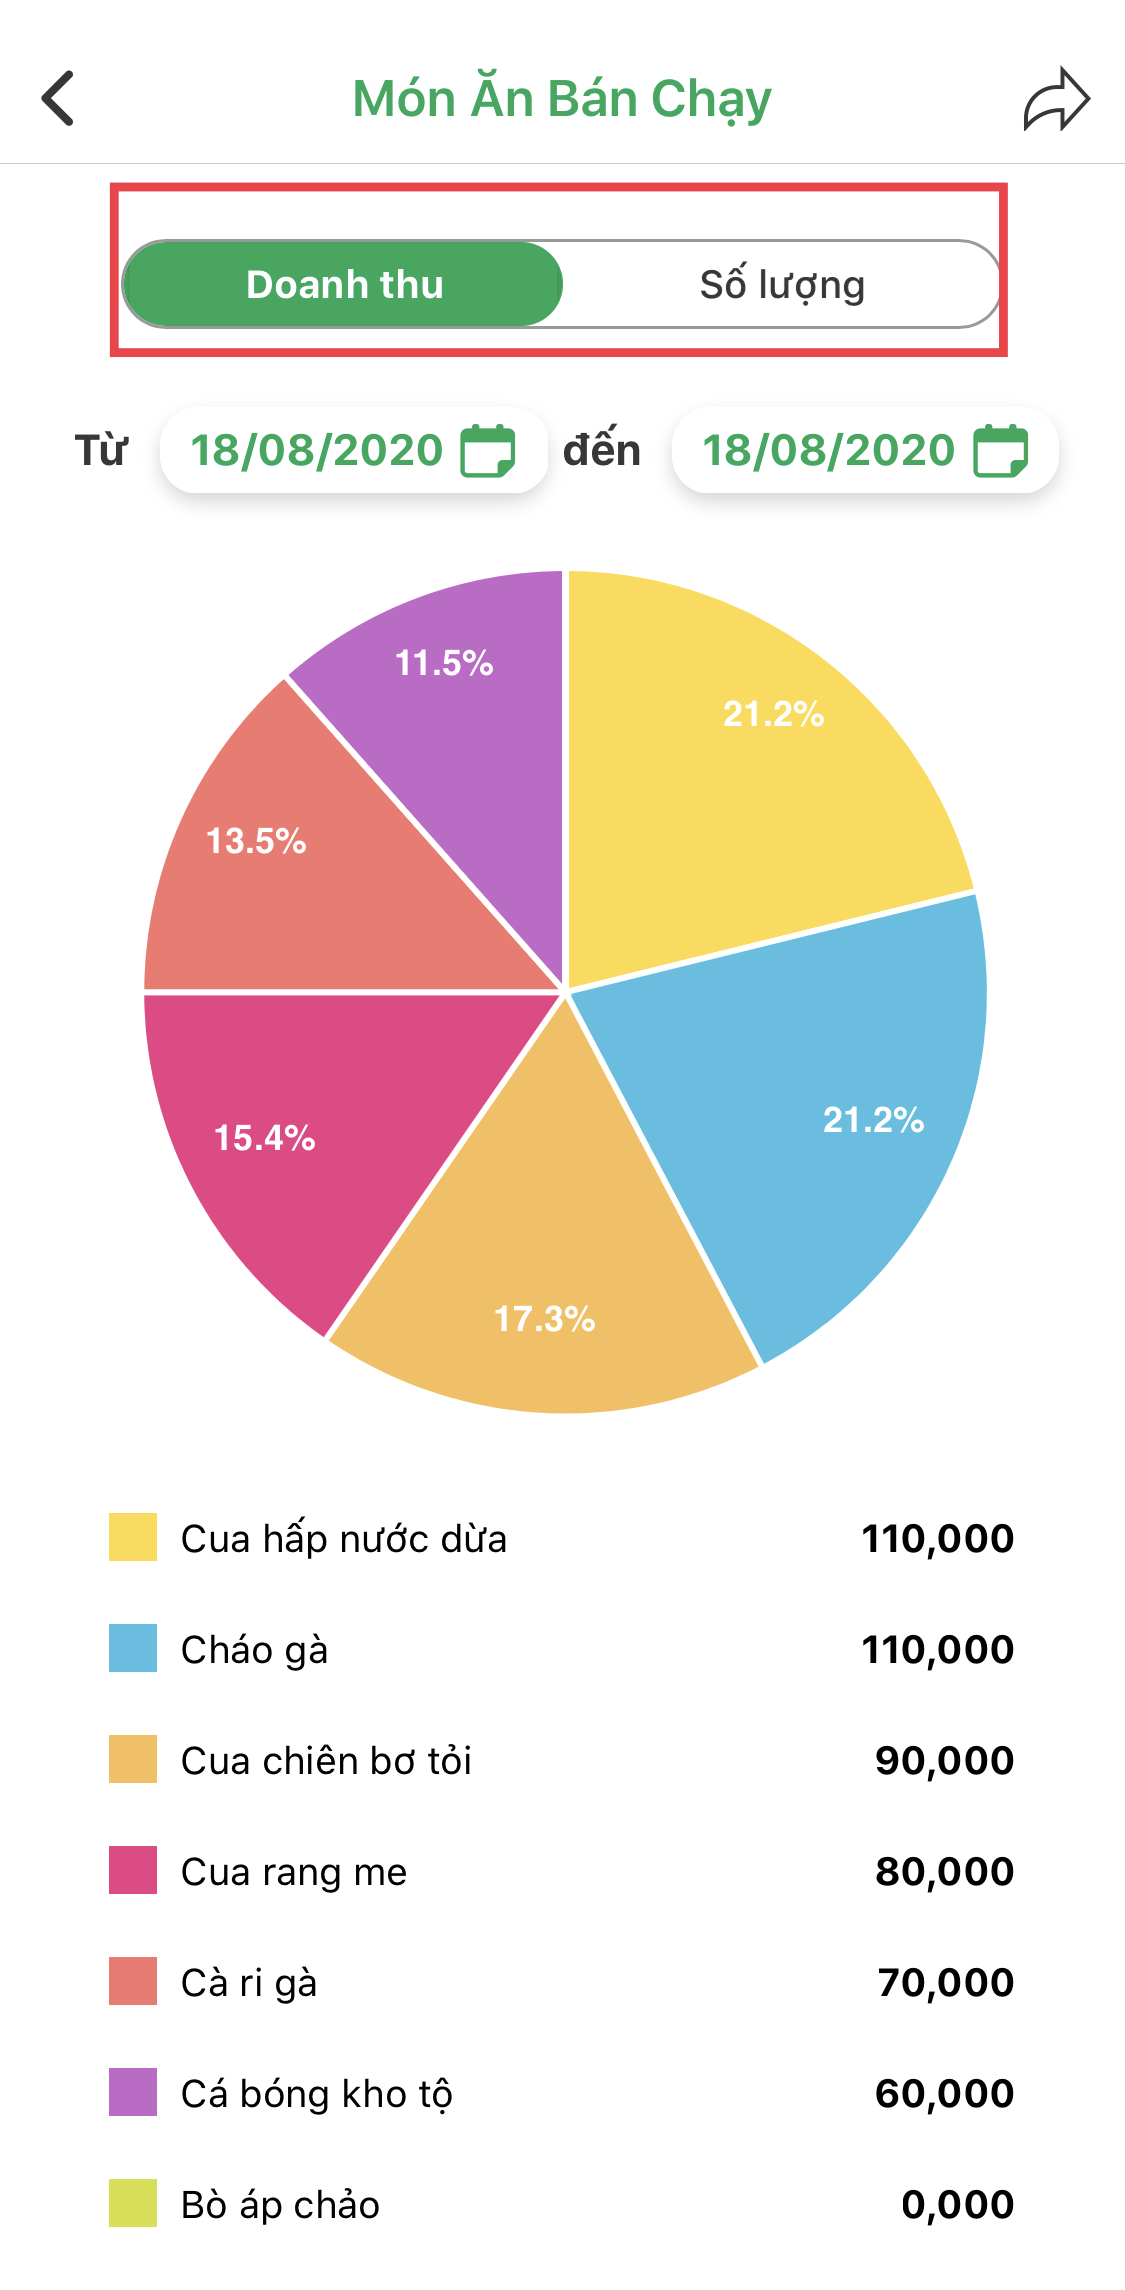 Món Ăn Bán Chạy
Doanh thu Số lượng
Từ 18/08/2020 đến 18/08/2020
11.5%
21.2%
13.5%
21.2%
15.4%
17.3%
Cua hấp nước dừa 110,000
Cháo gà 110,000
Cua chiên bơ tỏi 90,000
Cua rang me 80,000
Cà ri gà 70,000
Cá bóng kho tộ 60,000
Bò áp chảo 0,000